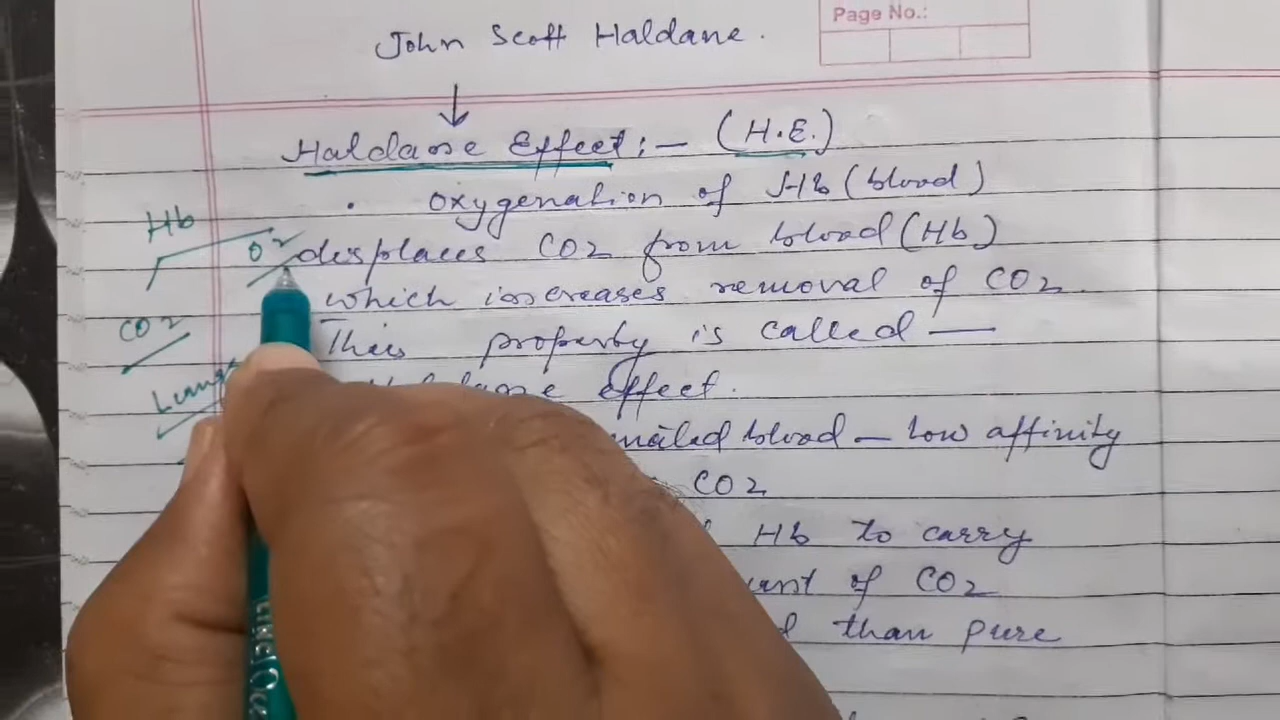 Page No.:
John Scott Haldane.
Haldane Effect :- (H.E.)
• Oxygenation of Hb (blood)
Hb
O2 displaces CO2 from blood (Hb)
which increases removal of CO2.
CO2
This property is called —
Lungs
effect.
blood - low affinity
CO2
Hb to carry
of CO2
than pure